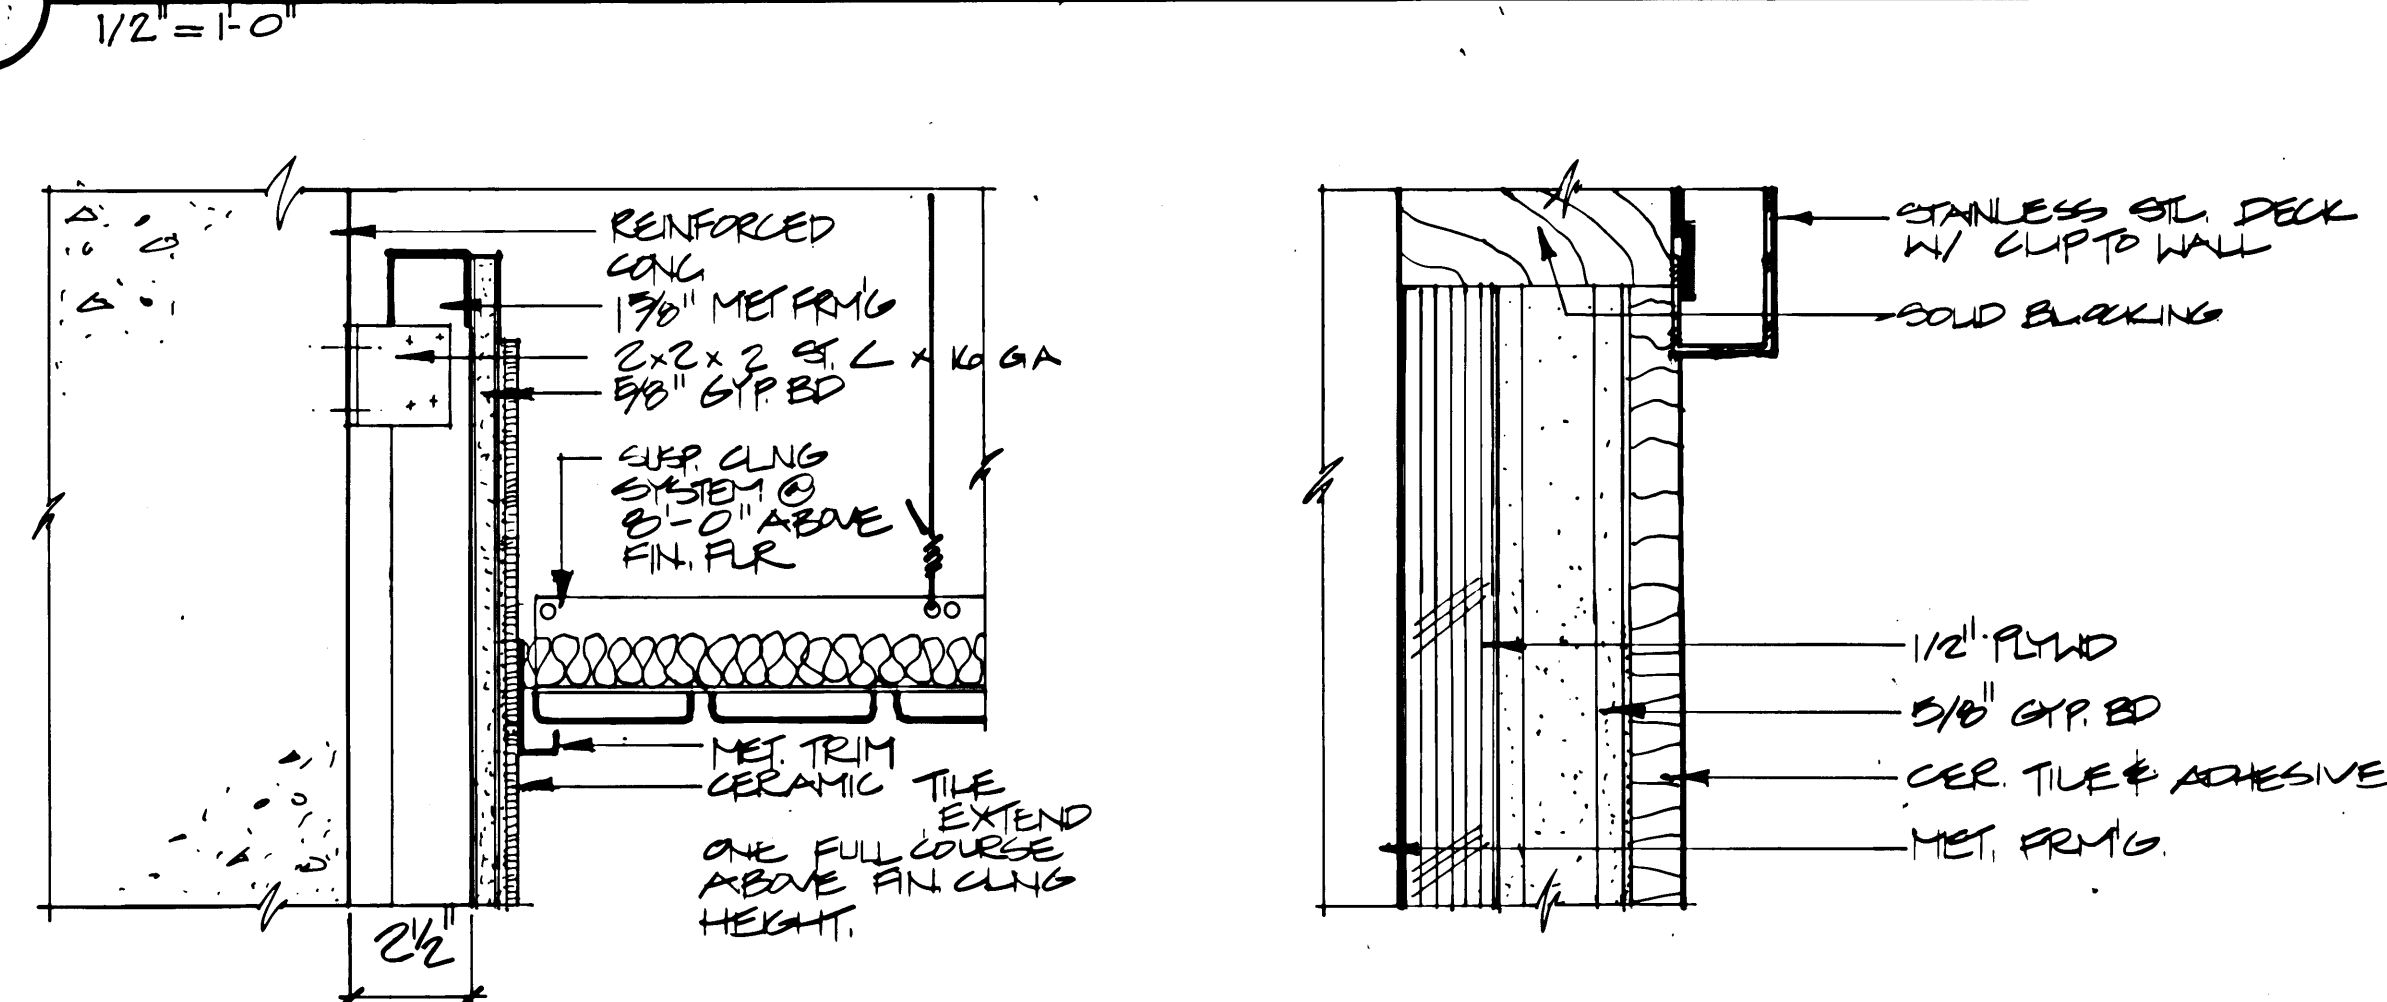 1/2"=1'-0"
REINFORCED
CONC
1 5/8" MET FRM'G
2x2x2 ST. L x 16 GA
5/8" GYP. BD
SUSP. CLNG
SYSTEM @
8'-0" ABOVE
FIN. FLR
MET. TRIM
CERAMIC TILE
EXTEND
ONE FULL COURSE
ABOVE FIN. CLNG
HEIGHT.
2 1/2"
STAINLESS STL. DECK
W/ CLIP TO WALL
SOLID BLOCKING
1/2" PLYWD
5/8" GYP. BD
CER. TILE & ADHESIVE
MET. FRM'G.